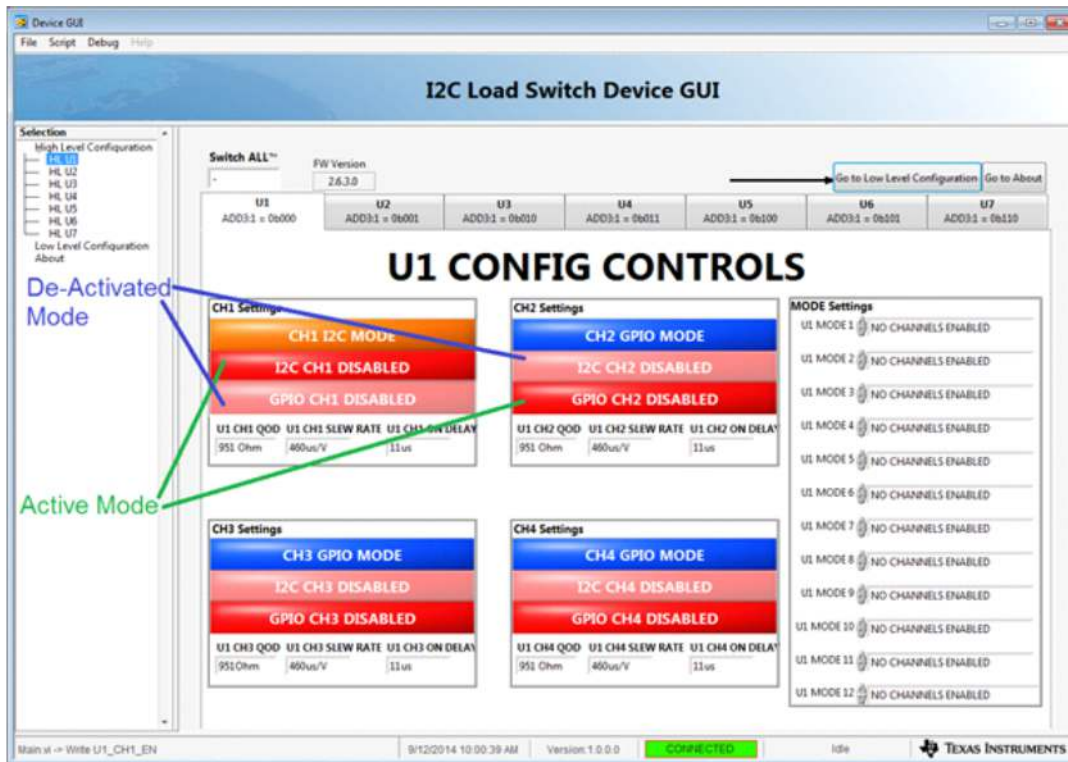 Device GUI
File Script Debug Help
I2C Load Switch Device GUI
Selection
High Level Configuration
HL U1
HL U2
HL U3
HL U4
HL U5
HL U6
HL U7
Low Level Configuration
About
Switch ALL™
-
FW Version
2.6.3.0
Go to Low Level Configuration Go to About
U1 U2 U3 U4 U5 U6 U7
ADD3:1 = 0b000 ADD3:1 = 0b001 ADD3:1 = 0b010 ADD3:1 = 0b011 ADD3:1 = 0b100 ADD3:1 = 0b101 ADD3:1 = 0b110
U1 CONFIG CONTROLS
De-Activated
Mode
Active Mode
CH1 Settings
CH1 I2C MODE
I2C CH1 DISABLED
GPIO CH1 DISABLED
U1 CH1 QOD U1 CH1 SLEW RATE U1 CH1 ON DELAY
951 Ohm 460us/V 11us
CH2 Settings
CH2 GPIO MODE
I2C CH2 DISABLED
GPIO CH2 DISABLED
U1 CH2 QOD U1 CH2 SLEW RATE U1 CH2 ON DELAY
951 Ohm 460us/V 11us
CH3 Settings
CH3 GPIO MODE
I2C CH3 DISABLED
GPIO CH3 DISABLED
U1 CH3 QOD U1 CH3 SLEW RATE U1 CH3 ON DELAY
951Ohm 460us/V 11us
CH4 Settings
CH4 GPIO MODE
I2C CH4 DISABLED
GPIO CH4 DISABLED
U1 CH4 QOD U1 CH4 SLEW RATE U1 CH4 ON DELAY
951 Ohm 460us/V 11us
MODE Settings
U1 MODE 1 NO CHANNELS ENABLED
U1 MODE 2 NO CHANNELS ENABLED
U1 MODE 3 NO CHANNELS ENABLED
U1 MODE 4 NO CHANNELS ENABLED
U1 MODE 5 NO CHANNELS ENABLED
U1 MODE 6 NO CHANNELS ENABLED
U1 MODE 7 NO CHANNELS ENABLED
U1 MODE 8 NO CHANNELS ENABLED
U1 MODE 9 NO CHANNELS ENABLED
U1 MODE 10 NO CHANNELS ENABLED
U1 MODE 11 NO CHANNELS ENABLED
U1 MODE 12 NO CHANNELS ENABLED
Main.vi -> Write U1_CH1_EN 9/12/2014 10:00:39 AM Version:1.0.0.0 CONNECTED Idle TEXAS INSTRUMENTS